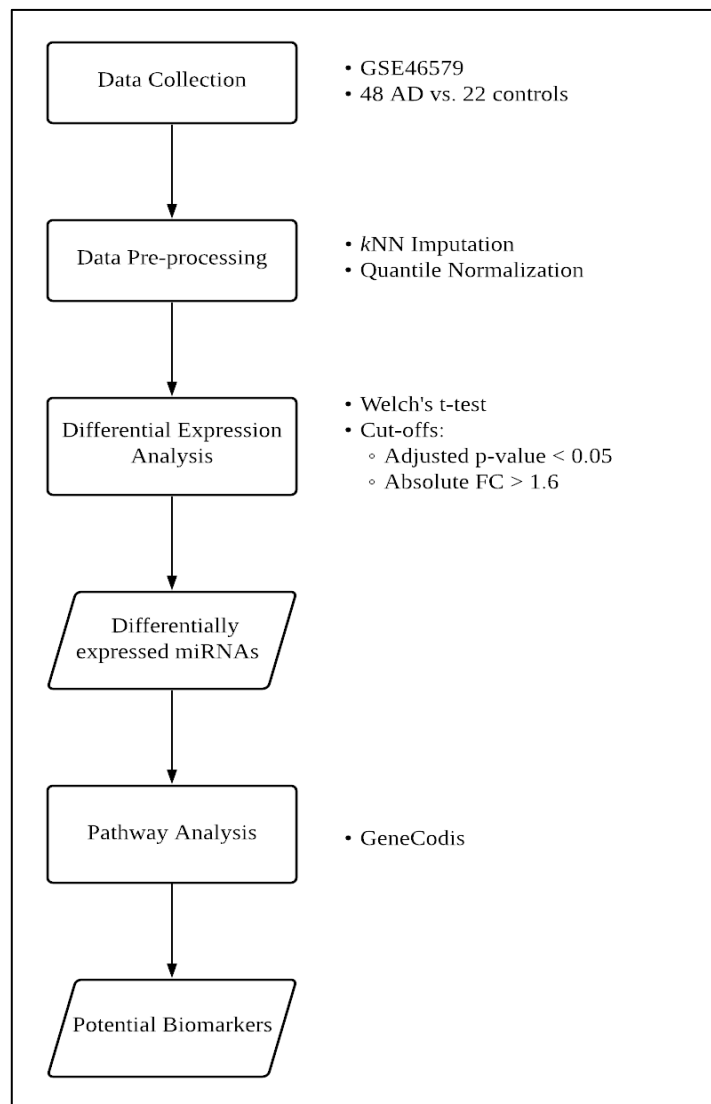 Data Collection
• GSE46579
• 48 AD vs. 22 controls
Data Pre-processing
• kNN Imputation
• Quantile Normalization
Differential Expression
Analysis
• Welch's t-test
• Cut-offs:
◦ Adjusted p-value < 0.05
◦ Absolute FC > 1.6
Differentially
expressed miRNAs
Pathway Analysis
• GeneCodis
Potential Biomarkers